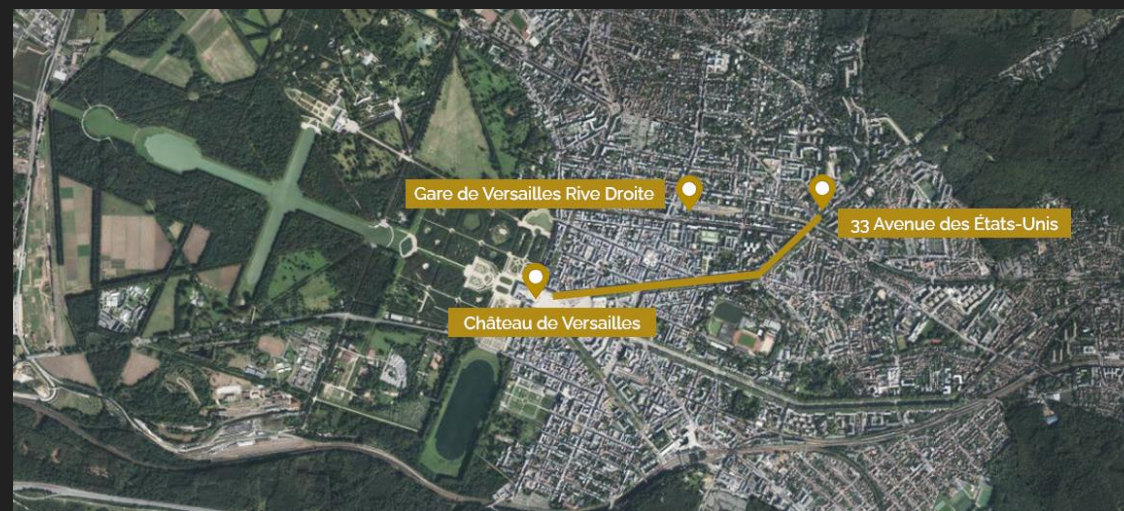 Gare de Versailles Rive Droite
33 Avenue des États-Unis
Château de Versailles